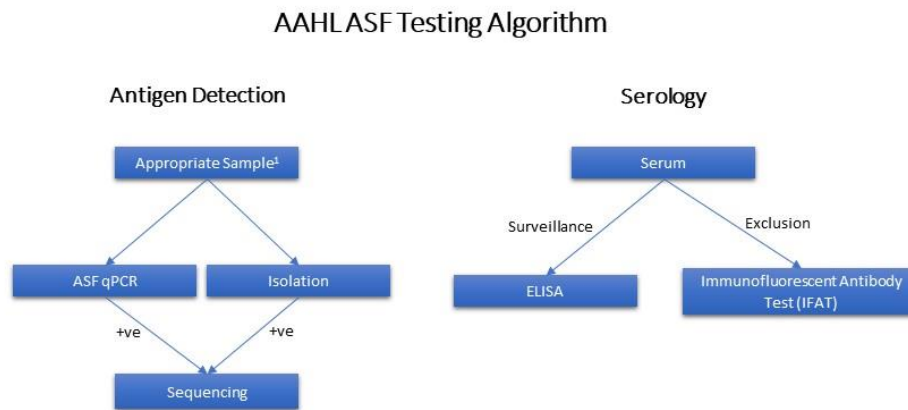 AAHL ASF Testing Algorithm
Antigen Detection
Serology
Appropriate Sample¹
Serum
Surveillance
Exclusion
ASF qPCR
Isolation
ELISA
Immunofluorescent Antibody
Test (IFAT)
+ve
+ve
Sequencing